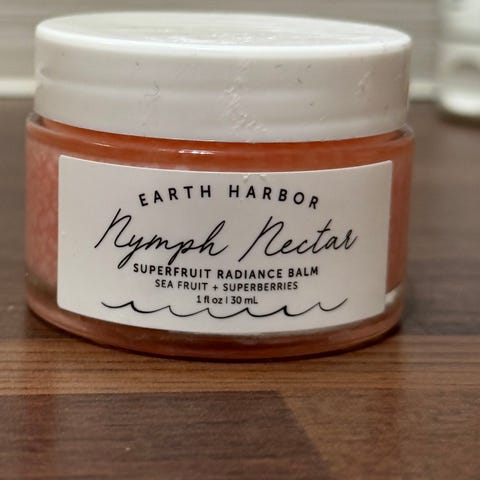 EARTH HARBOR
Nymph Nectar
SUPERFRUIT RADIANCE BALM
SEA FRUIT + SUPERBERRIES
1 fl oz | 30 mL